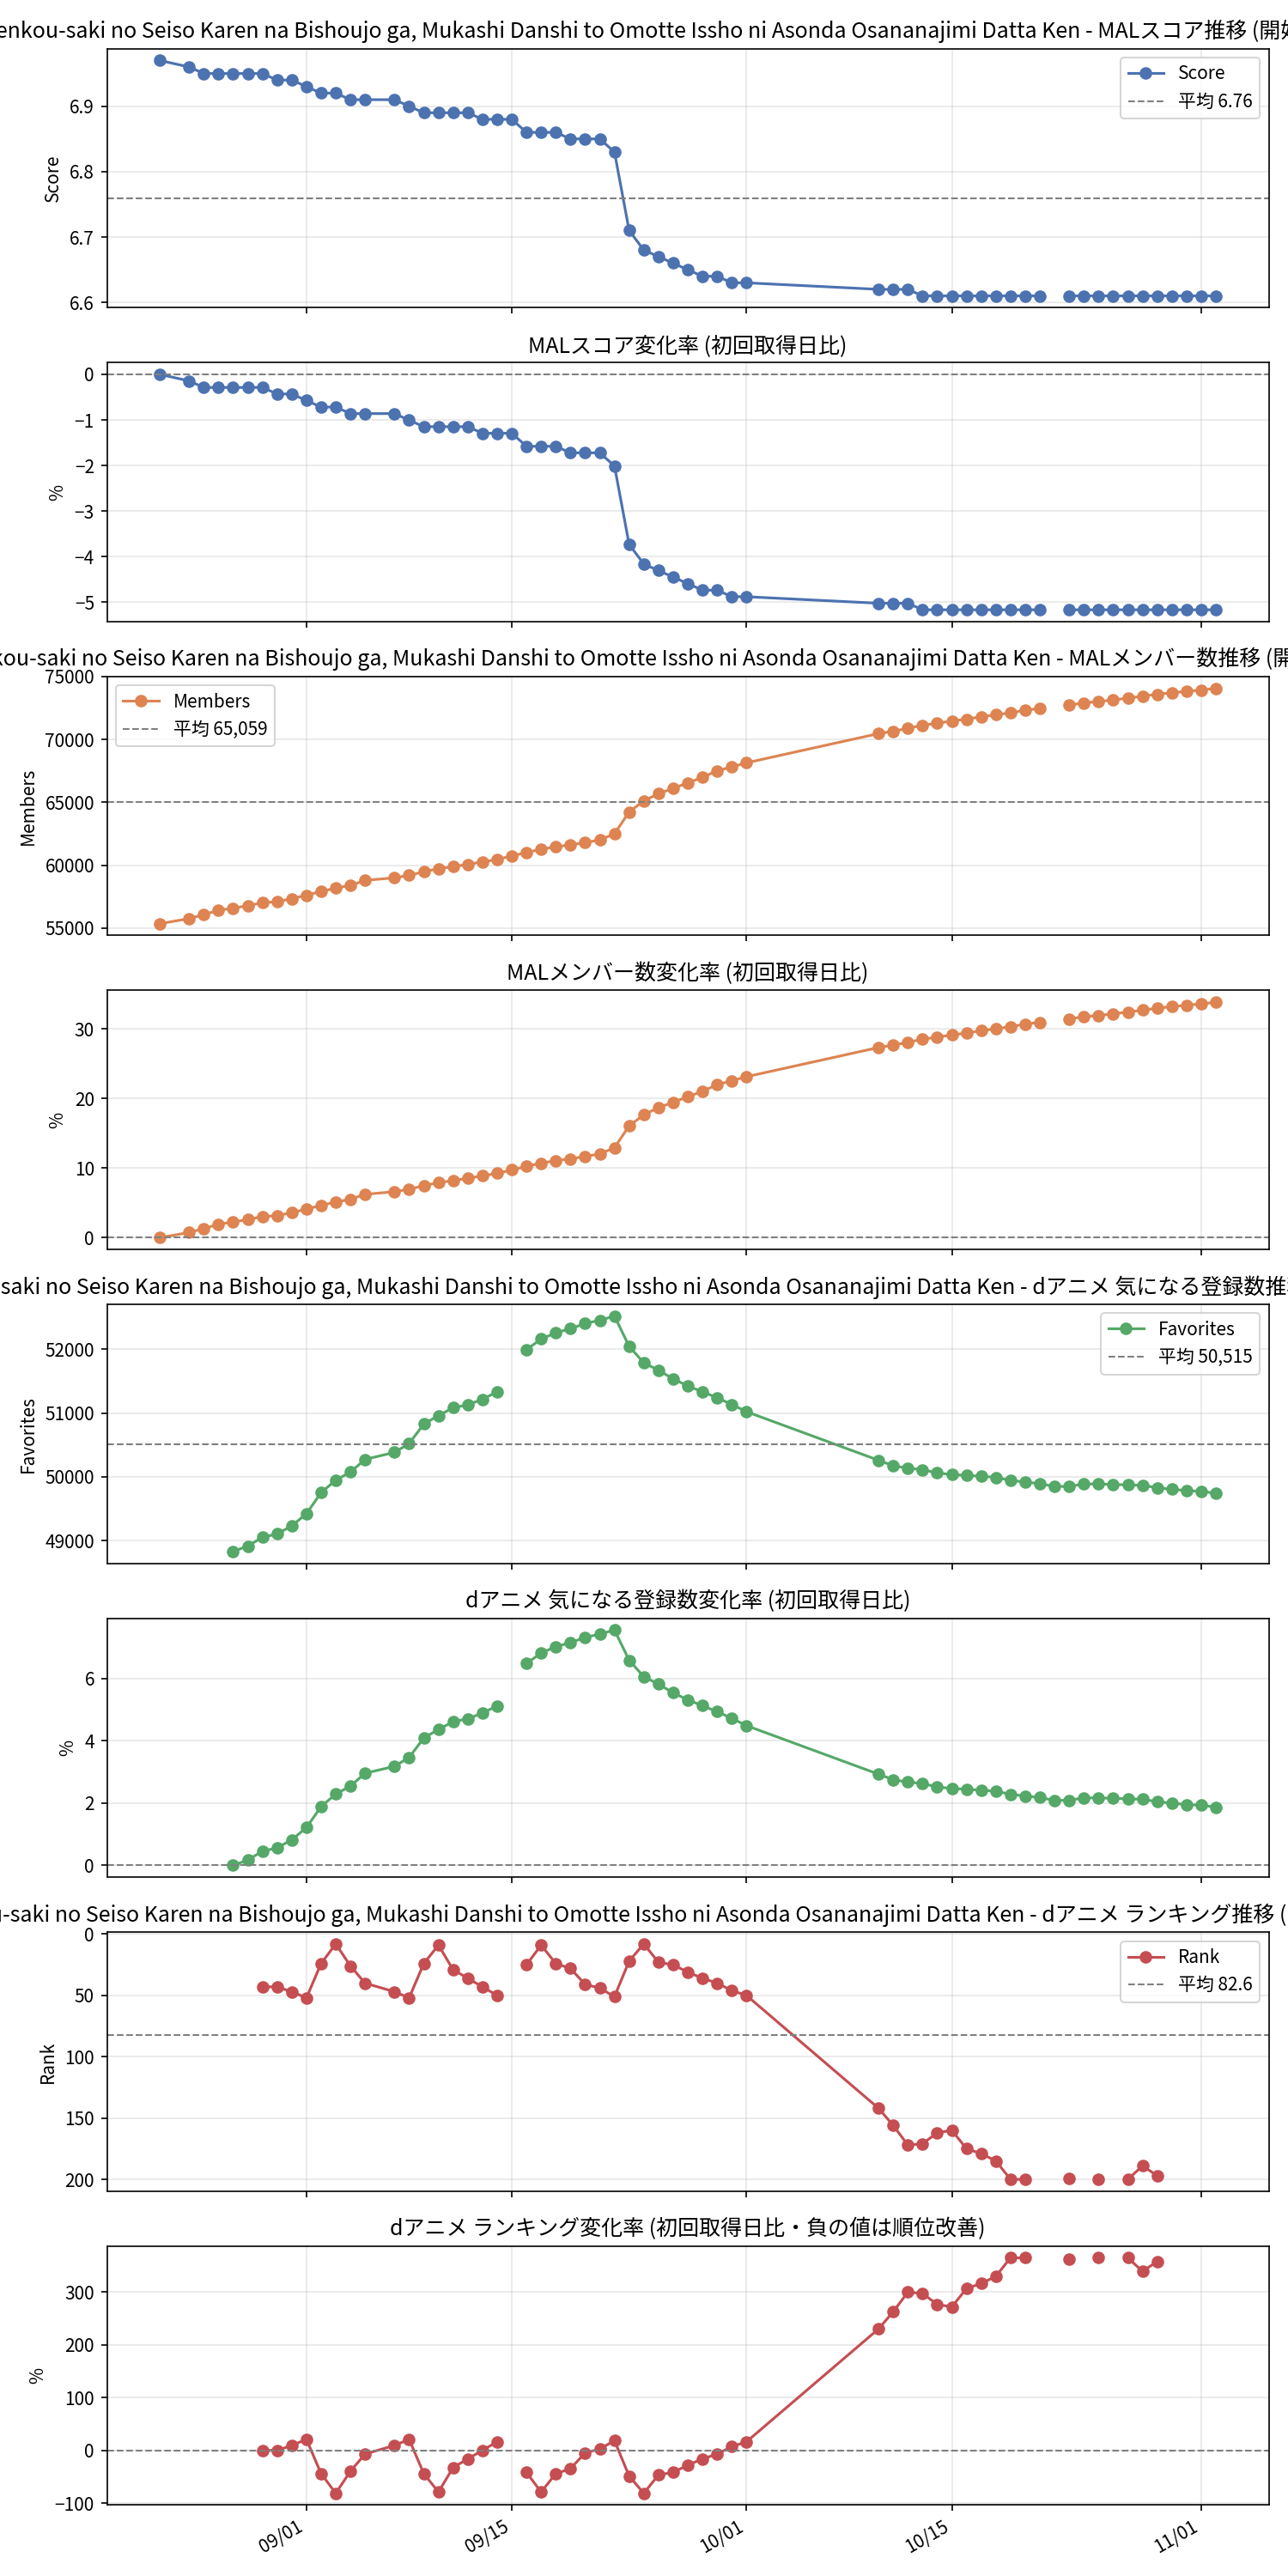 enkou-saki no Seiso Karen na Bishoujo ga, Mukashi Danshi to Omotte Issho ni Asonda Osananajimi Datta Ken - MALスコア推移 (開始
Score
6.9
6.8
6.7
6.6
Score
平均 6.76
MALスコア変化率 (初回取得日比)
%
0
−1
−2
−3
−4
−5
kou-saki no Seiso Karen na Bishoujo ga, Mukashi Danshi to Omotte Issho ni Asonda Osananajimi Datta Ken - MALメンバー数推移 (開
Members
75000
70000
65000
60000
55000
Members
平均 65,059
MALメンバー数変化率 (初回取得日比)
%
30
20
10
0
saki no Seiso Karen na Bishoujo ga, Mukashi Danshi to Omotte Issho ni Asonda Osananajimi Datta Ken - dアニメ 気になる登録数推
Favorites
52000
51000
50000
49000
Favorites
平均 50,515
dアニメ 気になる登録数変化率 (初回取得日比)
%
6
4
2
0
-saki no Seiso Karen na Bishoujo ga, Mukashi Danshi to Omotte Issho ni Asonda Osananajimi Datta Ken - dアニメ ランキング推移 (
Rank
0
50
100
150
200
Rank
平均 82.6
dアニメ ランキング変化率 (初回取得日比・負の値は順位改善)
%
300
200
100
0
−100
09/01
09/15
10/01
10/15
11/01